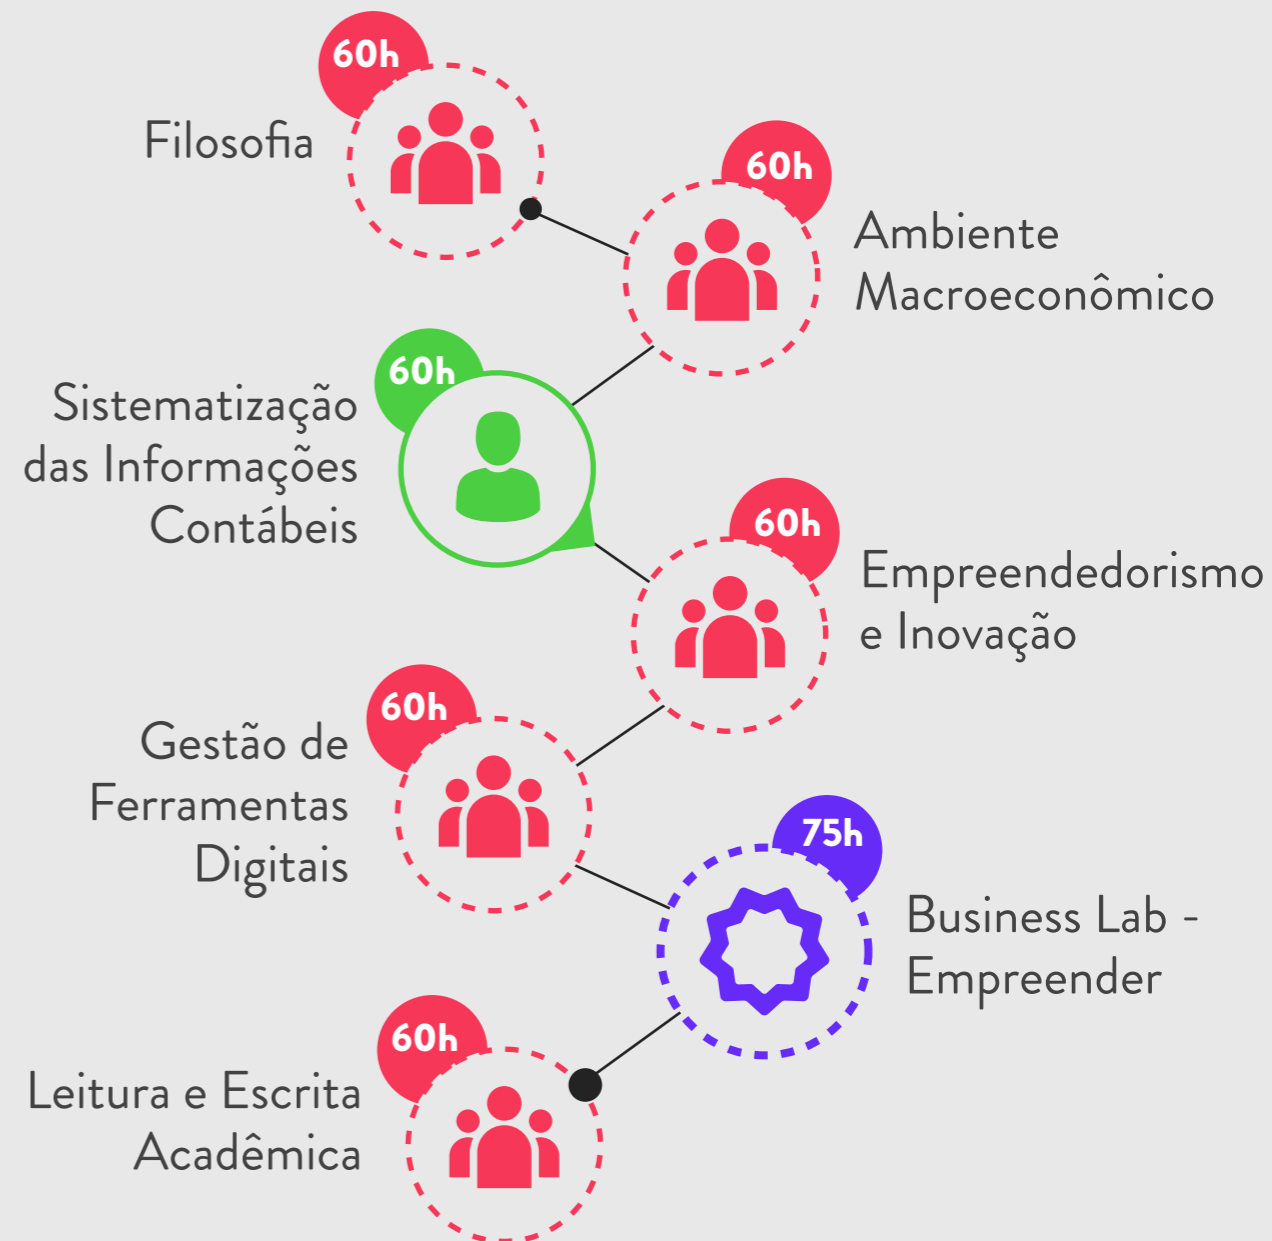 60h
Filosofia
60h
Ambiente
Macroeconômico
60h
Sistematização
das Informações
Contábeis
60h
Empreendedorismo
e Inovação
60h
Gestão de
Ferramentas
Digitais
75h
Business Lab -
Empreender
60h
Leitura e Escrita
Acadêmica